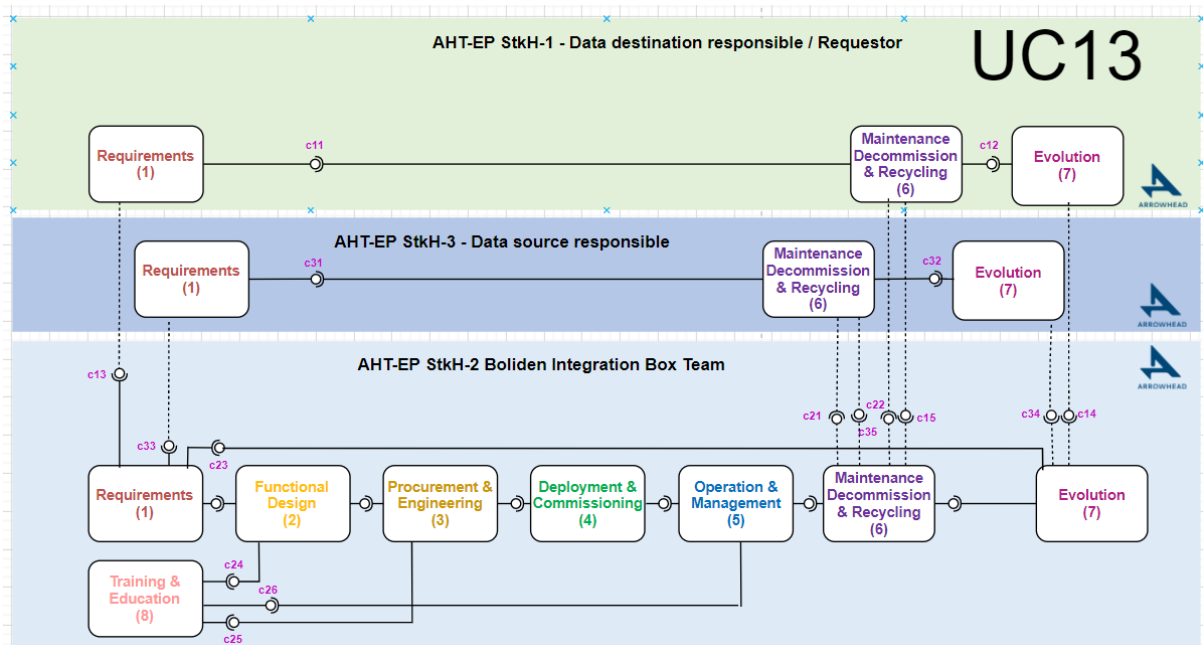 AHT-EP StkH-1 - Data destination responsible / Requestor
UC13
Requirements
(1)
c11
Maintenance
Decommission
& Recycling
(6)
c12
Evolution
(7)
ARROWHEAD
AHT-EP StkH-3 - Data source responsible
Requirements
(1)
c31
Maintenance
Decommission
& Recycling
(6)
c32
Evolution
(7)
ARROWHEAD
AHT-EP StkH-2 Boliden Integration Box Team
ARROWHEAD
c13
c33
c23
c21
c35
c22
c15
c34
c14
Requirements
(1)
Functional
Design
(2)
Procurement &
Engineering
(3)
Deployment &
Commissioning
(4)
Operation &
Management
(5)
Maintenance
Decommission
& Recycling
(6)
Evolution
(7)
Training &
Education
(8)
c24
c26
c25